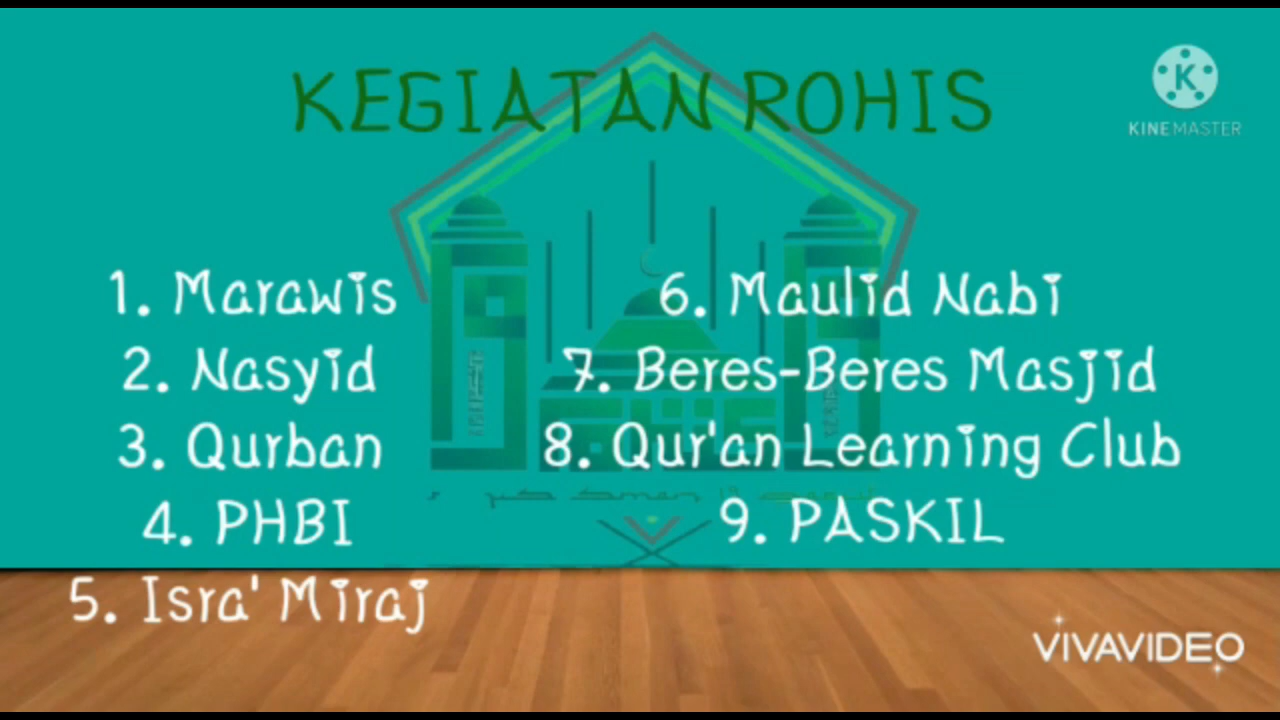 KEGIATAN ROHIS
KINEMASTER
1. Marawis
2. Nasyid
3. Qurban
4. PHBI
5. Isra' Miraj
6. Maulid Nabi
7. Beres-Beres Masjid
8. Qur'an Learning Club
9. PASKIL
VIVAVIDEO